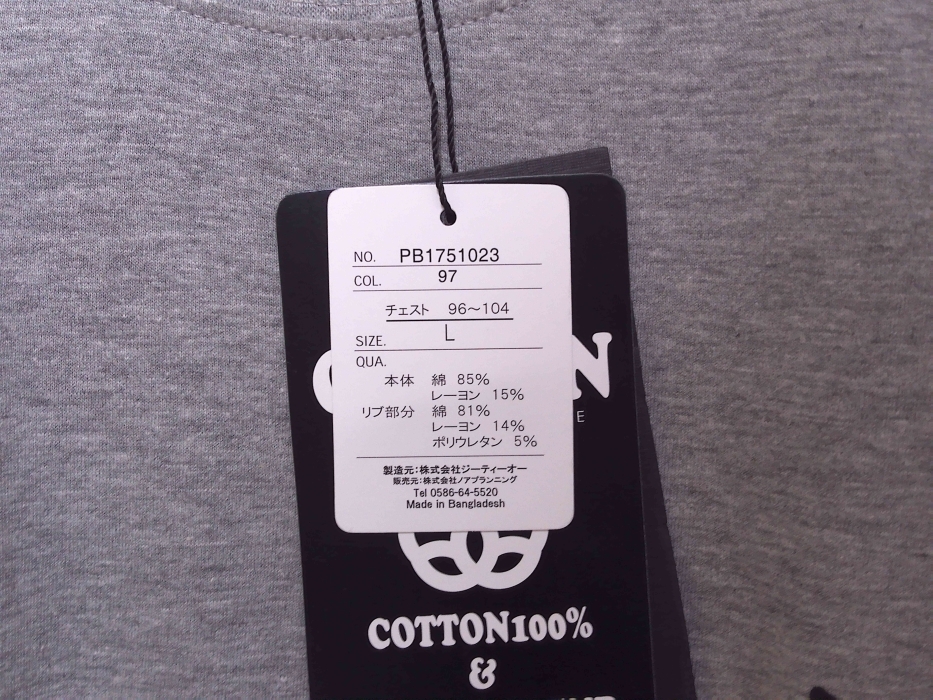 NO. PB1751023
COL. 97
チェスト 96～104
SIZE. L
QUA.
本体 綿 85%
レーヨン 15%
リブ部分 綿 81%
レーヨン 14%
ポリウレタン 5%
製造元:株式会社ジーティーオー
販売元:株式会社ノアプランニング
Tel 0586-64-5520
Made in Bangladesh
COTTON100%
&